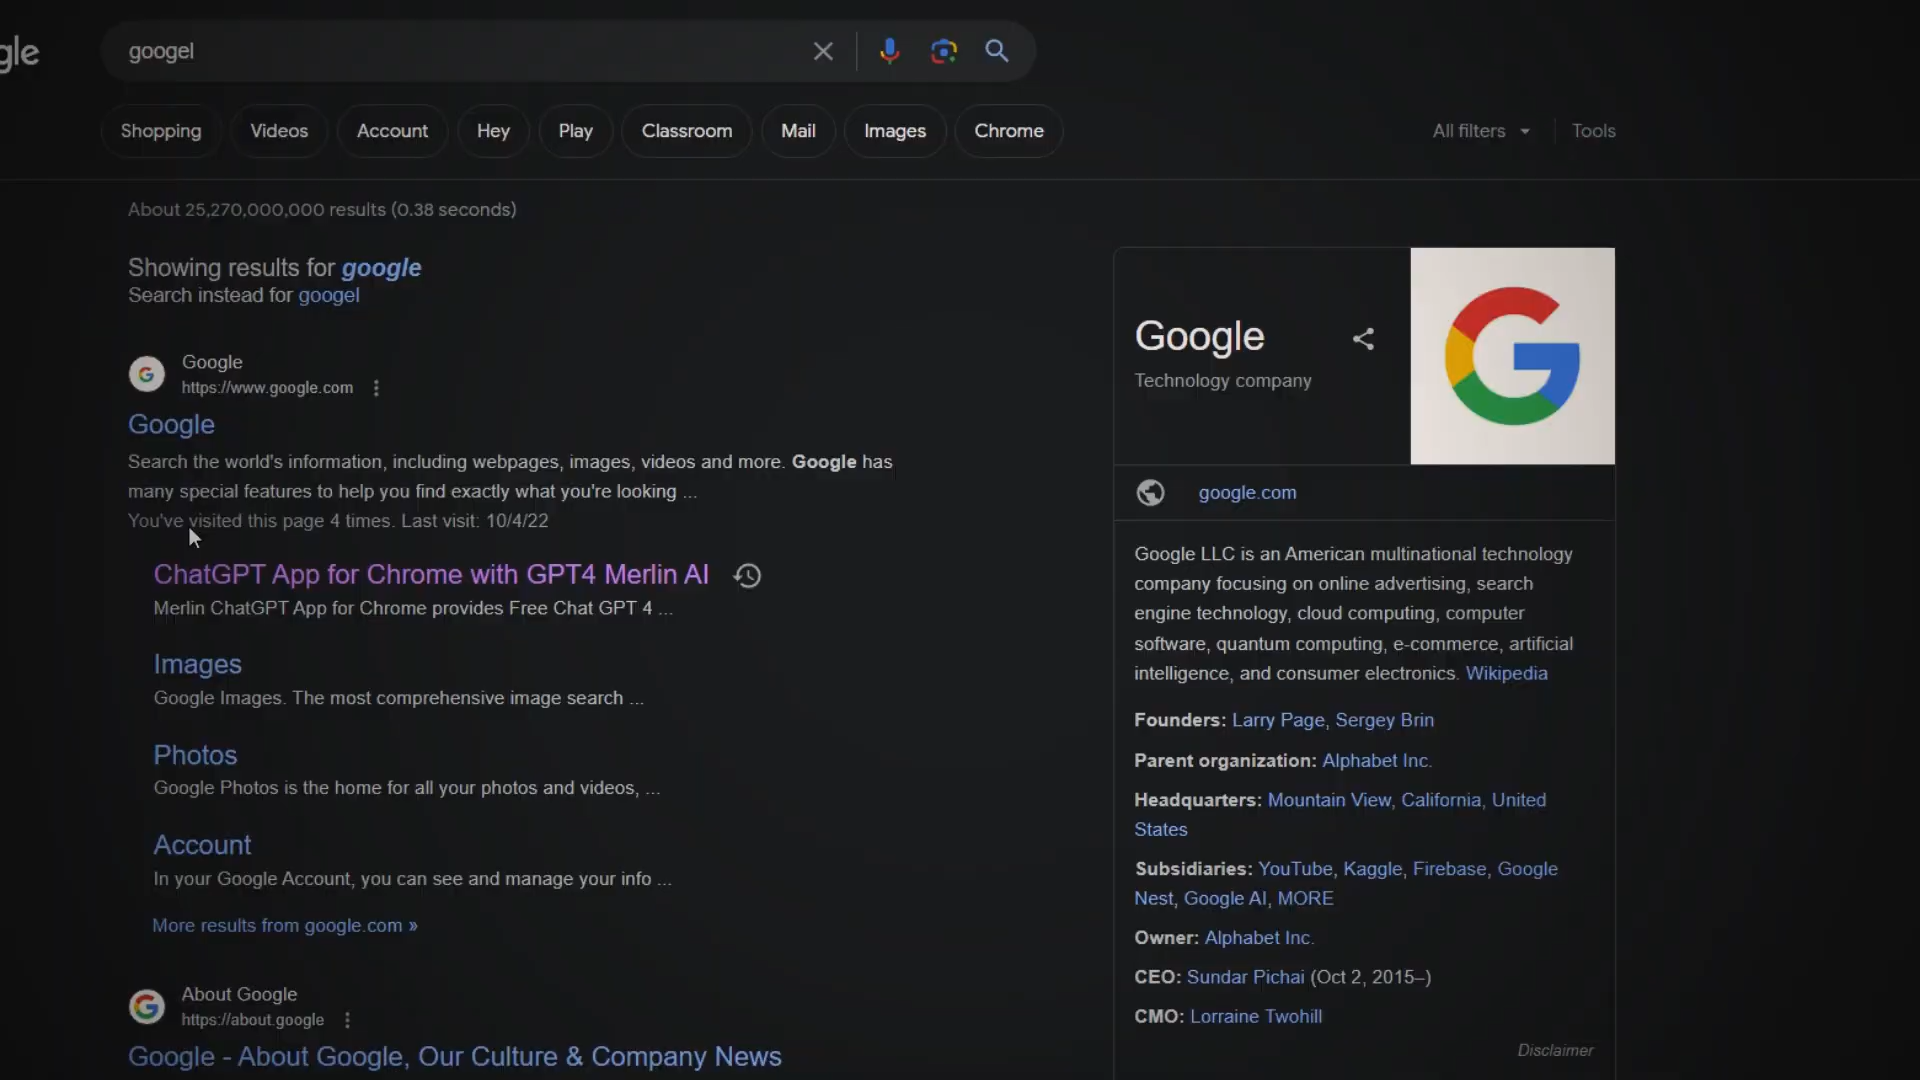 gle
googel
Shopping
Videos
Account
Hey
Play
Classroom
Mail
Images
Chrome
All filters
Tools
About 25,270,000,000 results (0.38 seconds)
Showing results for google
Search instead for googel
Google
https://www.google.com
Google
Search the world's information, including webpages, images, videos and more. Google has
many special features to help you find exactly what you're looking ...
You've visited this page 4 times. Last visit: 10/4/22
ChatGPT App for Chrome with GPT4 Merlin AI
Merlin ChatGPT App for Chrome provides Free Chat GPT 4 ...
Images
Google Images. The most comprehensive image search ...
Photos
Google Photos is the home for all your photos and videos, ...
Account
In your Google Account, you can see and manage your info ...
More results from google.com »
About Google
https://about.google
Google - About Google, Our Culture & Company News
Google
Technology company
google.com
Google LLC is an American multinational technology
company focusing on online advertising, search
engine technology, cloud computing, computer
software, quantum computing, e-commerce, artificial
intelligence, and consumer electronics. Wikipedia
Founders: Larry Page, Sergey Brin
Parent organization: Alphabet Inc.
Headquarters: Mountain View, California, United
States
Subsidiaries: YouTube, Kaggle, Firebase, Google
Nest, Google AI, MORE
Owner: Alphabet Inc.
CEO: Sundar Pichai (Oct 2, 2015–)
CMO: Lorraine Twohill
Disclaimer